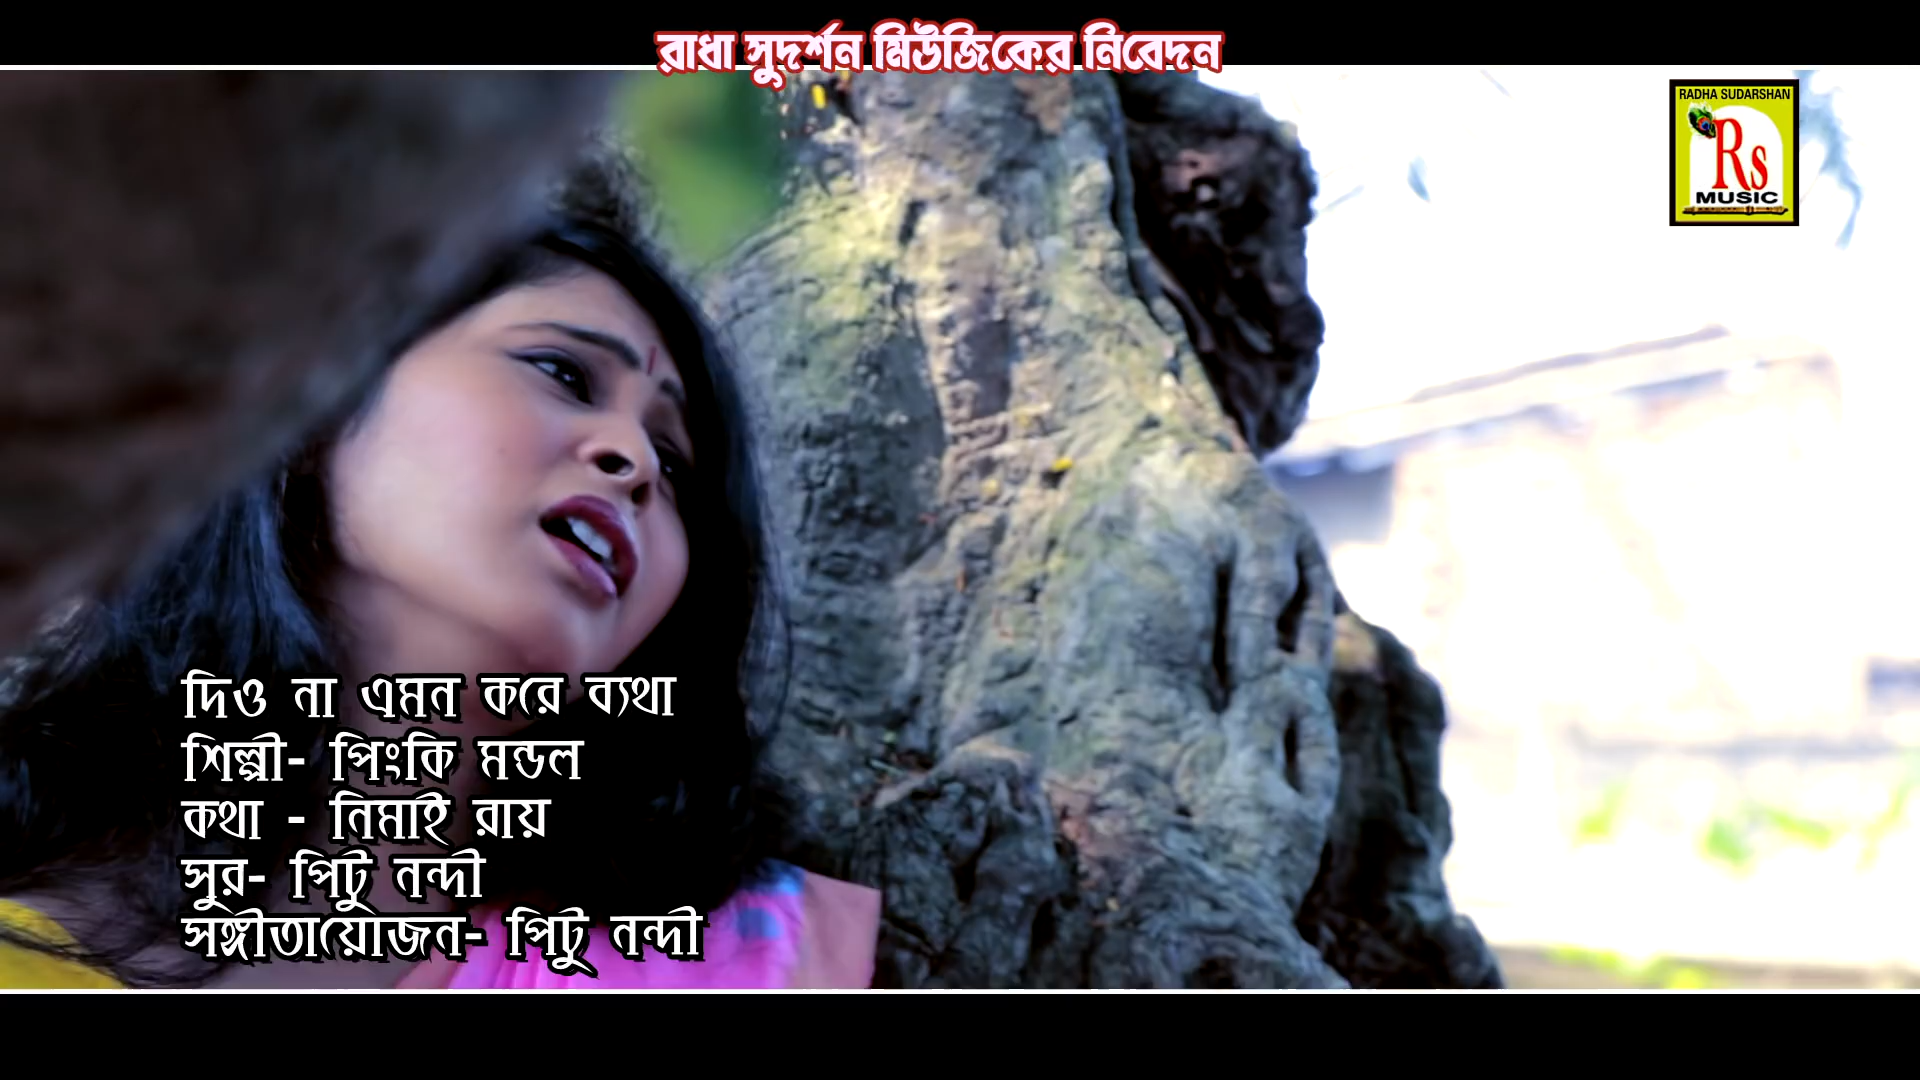 রাধা সুদর্শন মিউজিকের নিবেদন
RADHA SUDARSHAN
Rs
MUSIC
দিও না এমন করে ব্যথা
শিল্পী- পিংকি মন্ডল
কথা - নিমাই রায়
সুর- পিটু নন্দী
সঙ্গীতায়োজন- পিটু নন্দী